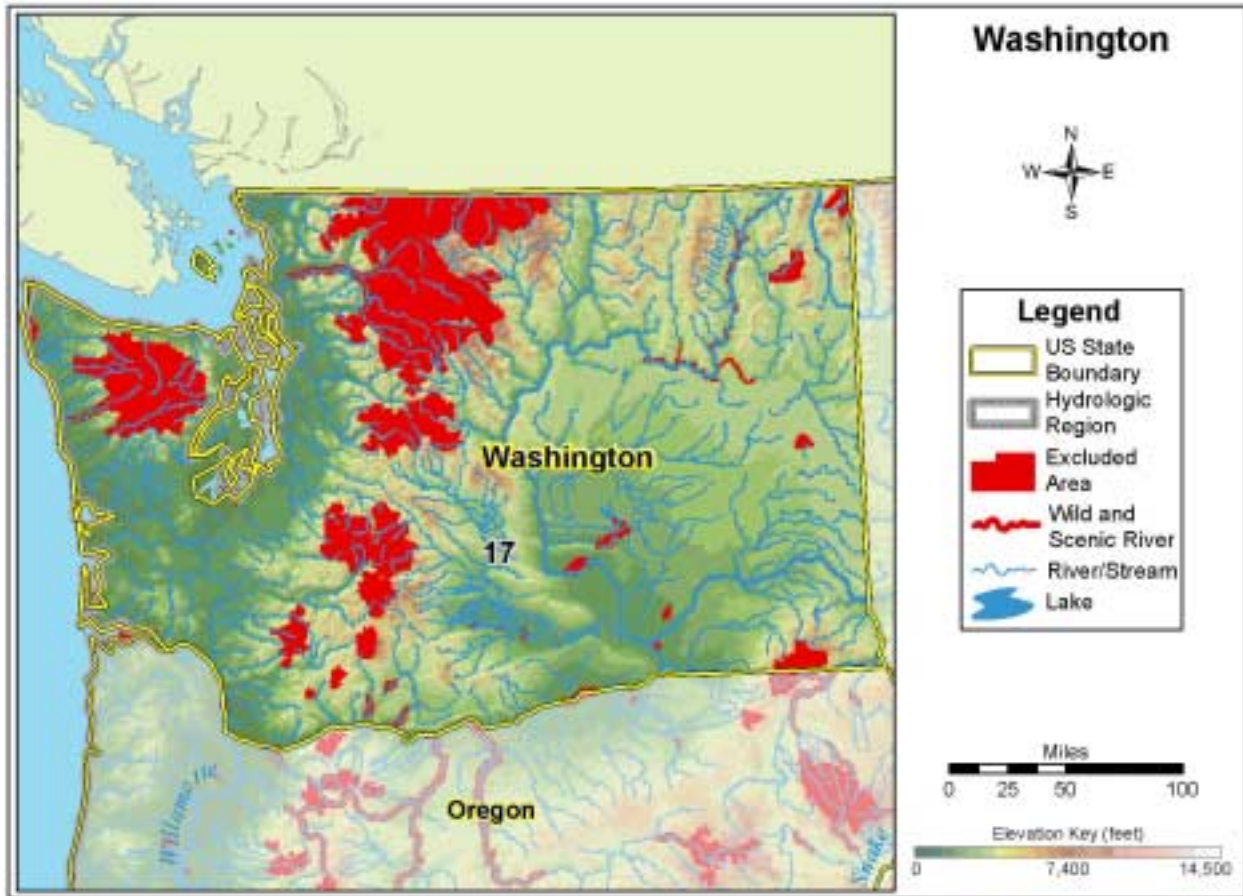 Washington
N
W E
S
Legend
US State
Boundary
Hydrologic
Region
Excluded
Area
Wild and
Scenic River
River/Stream
Lake
Washington
17
Oregon
Snake
Miles
0 25 50 100
Elevation Key (feet)
0 7,400 14,500